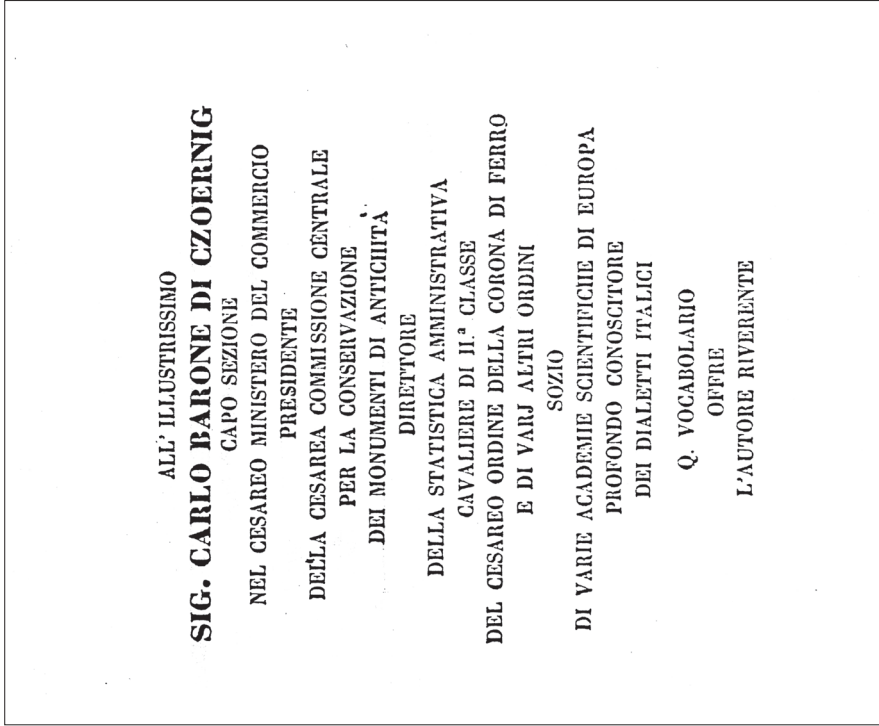 ALL' ILLUSTRISSIMO
SIG. CARLO BARONE DI CZOERNIG
CAPO SEZIONE
NEL CESAREO MINISTERO DEL COMMERCIO
PRESIDENTE
DELLA CESAREA COMMISSIONE CENTRALE
PER LA CONSERVAZIONE
DEI MONUMENTI DI ANTICHITA
DIRETTORE
DELLA STATISTICA AMMINISTRATIVA
CAVALIERE DI II.ª CLASSE
DEL CESAREO ORDINE DELLA CORONA DI FERRO
E DI VARJ ALTRI ORDINI
SOZIO
DI VARIE ACADEMIE SCIENTIFICHE DI EUROPA
PROFONDO CONOSCITORE
DEI DIALETTI ITALICI
Q. VOCABOLARIO
OFFRE
L'AUTORE RIVERENTE